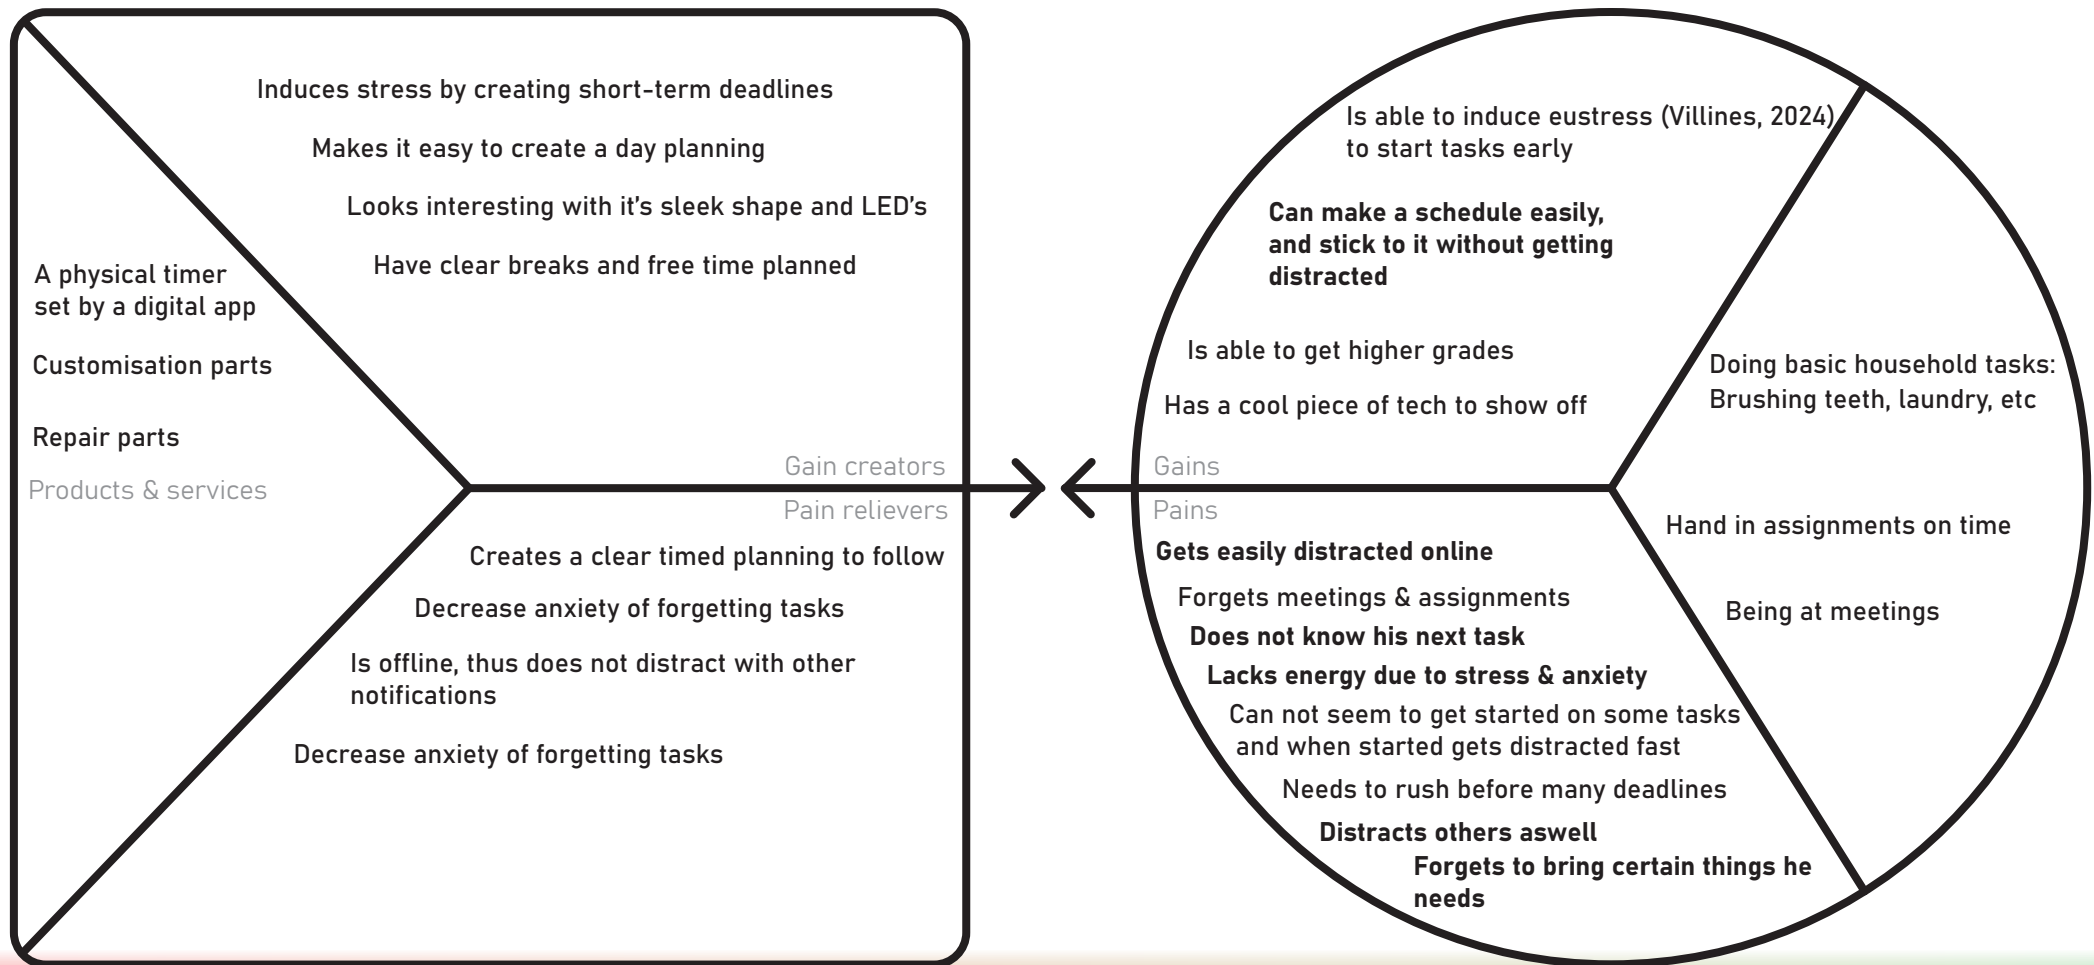 Induces stress by creating short-term deadlines
Makes it easy to create a day planning
Looks interesting with it's sleek shape and LED's
Have clear breaks and free time planned
A physical timer
set by a digital app
Customisation parts
Repair parts
Products & services
Gain creators
Pain relievers
Creates a clear timed planning to follow
Decrease anxiety of forgetting tasks
Is offline, thus does not distract with other
notifications
Decrease anxiety of forgetting tasks
Is able to induce eustress (Villines, 2024)
to start tasks early
Can make a schedule easily,
and stick to it without getting
distracted
Is able to get higher grades
Has a cool piece of tech to show off
Gains
Pains
Gets easily distracted online
Forgets meetings & assignments
Does not know his next task
Lacks energy due to stress & anxiety
Can not seem to get started on some tasks
and when started gets distracted fast
Needs to rush before many deadlines
Distracts others aswell
Forgets to bring certain things he
needs
Doing basic household tasks:
Brushing teeth, laundry, etc
Hand in assignments on time
Being at meetings